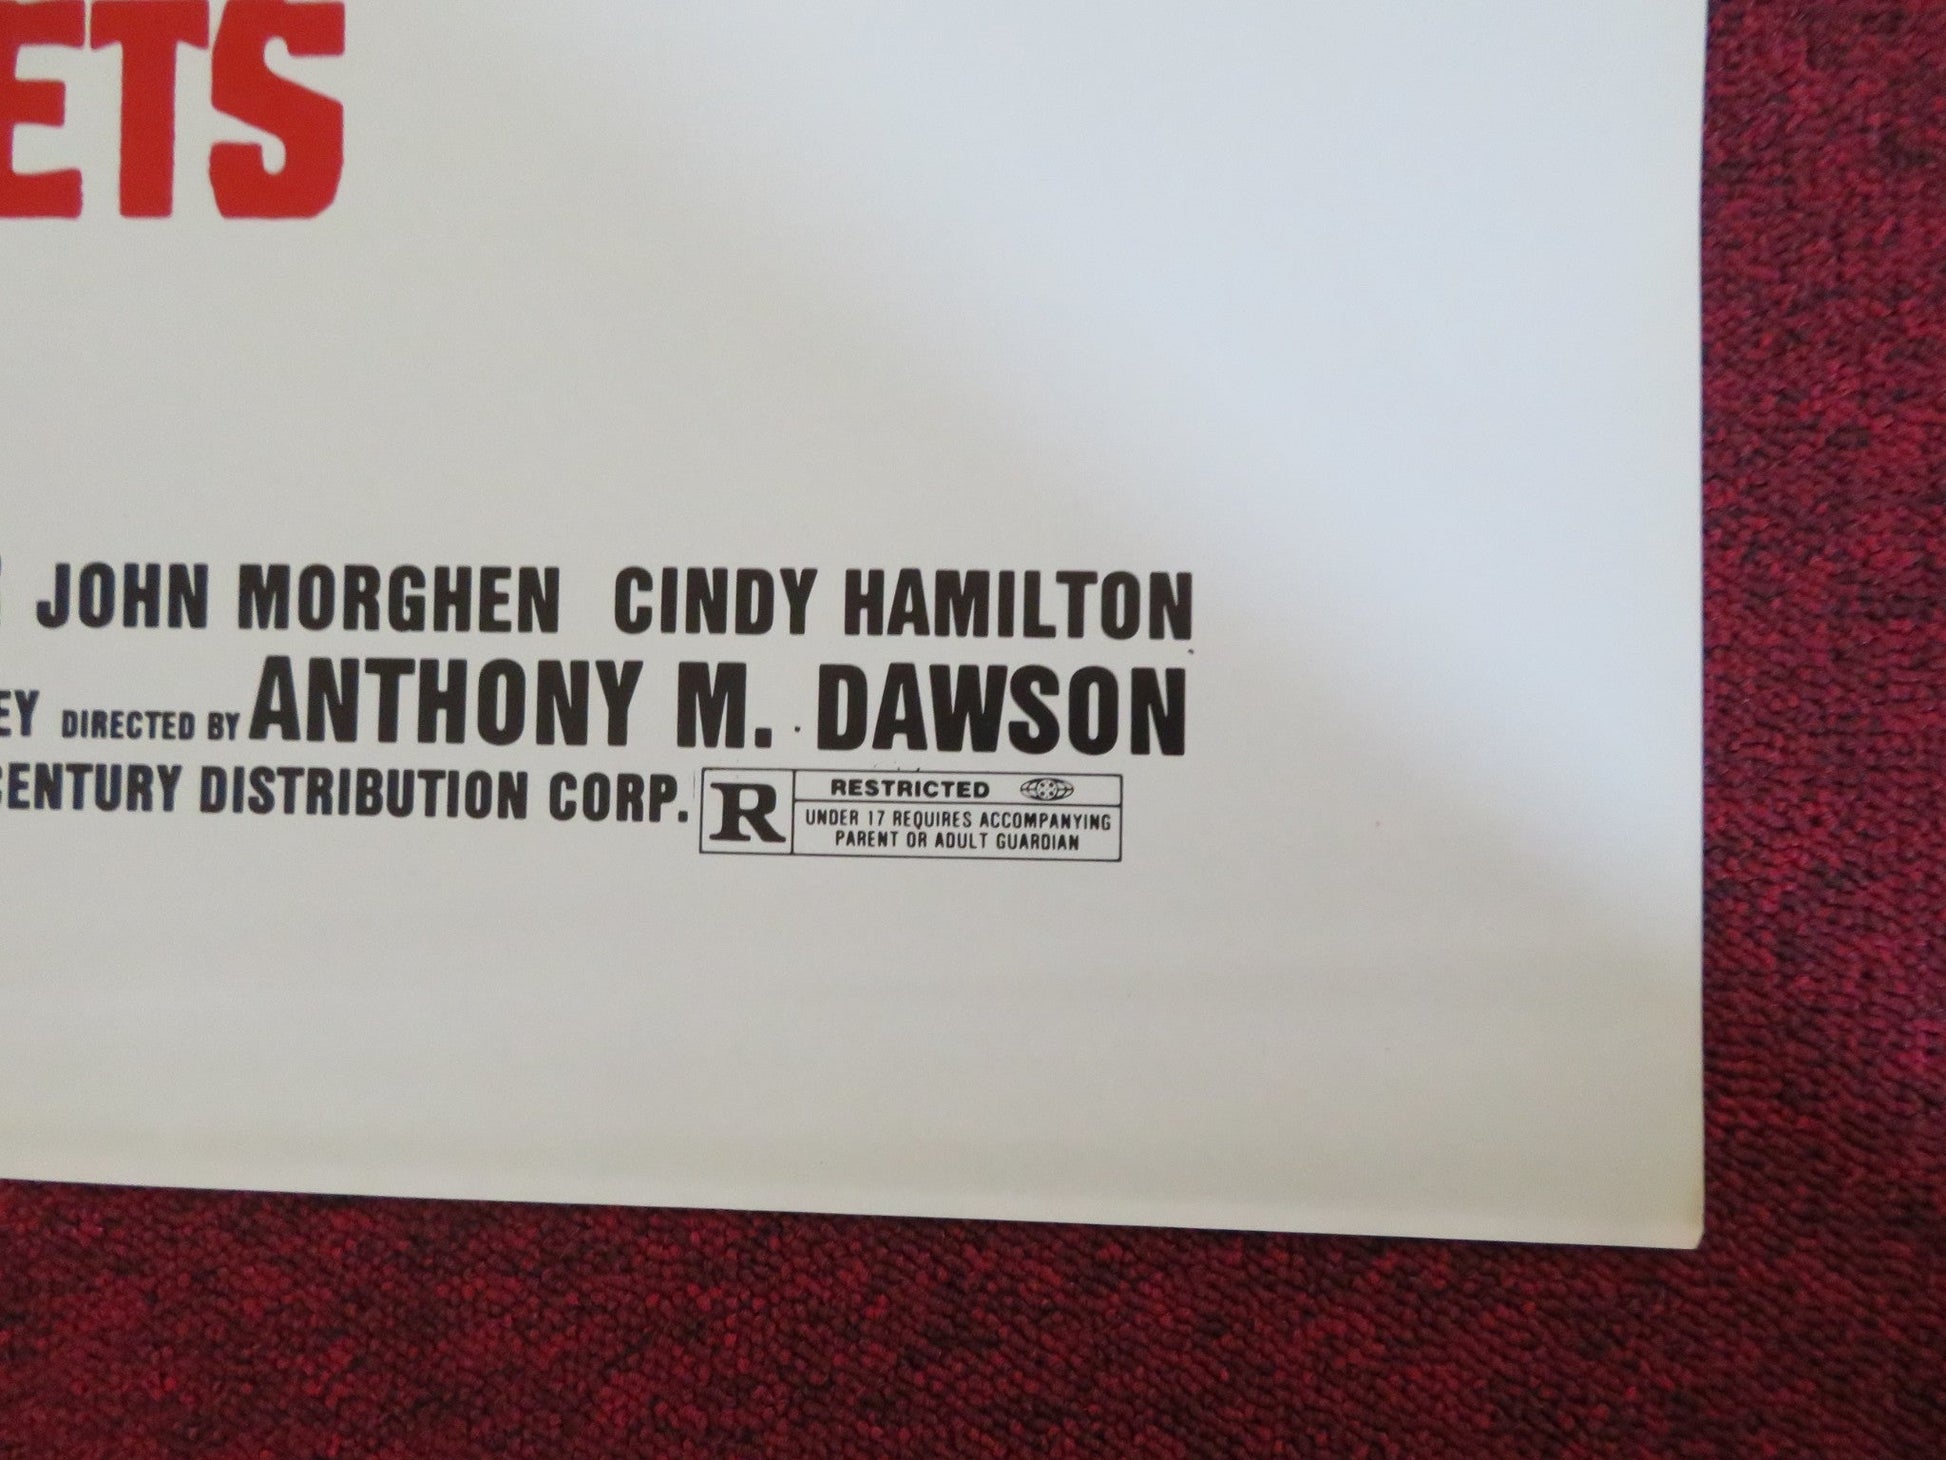 ETS
JOHN MORGHEN CINDY HAMILTON
EY DIRECTED BY ANTHONY M. DAWSON
CENTURY DISTRIBUTION CORP.
R RESTRICTED
UNDER 17 REQUIRES ACCOMPANYING
PARENT OR ADULT GUARDIAN